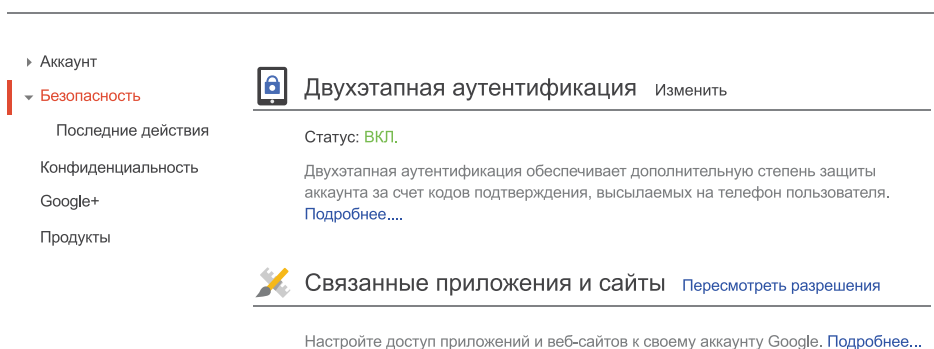 Аккаунт
Безопасность
Последние действия
Конфиденциальность
Google+
Продукты
Двухэтапная аутентификация Изменить
Статус: ВКЛ.
Двухэтапная аутентификация обеспечивает дополнительную степень защиты
аккаунта за счет кодов подтверждения, высылаемых на телефон пользователя.
Подробнее....
Связанные приложения и сайты Пересмотреть разрешения
Настройте доступ приложений и веб-сайтов к своему аккаунту Google. Подробнее...